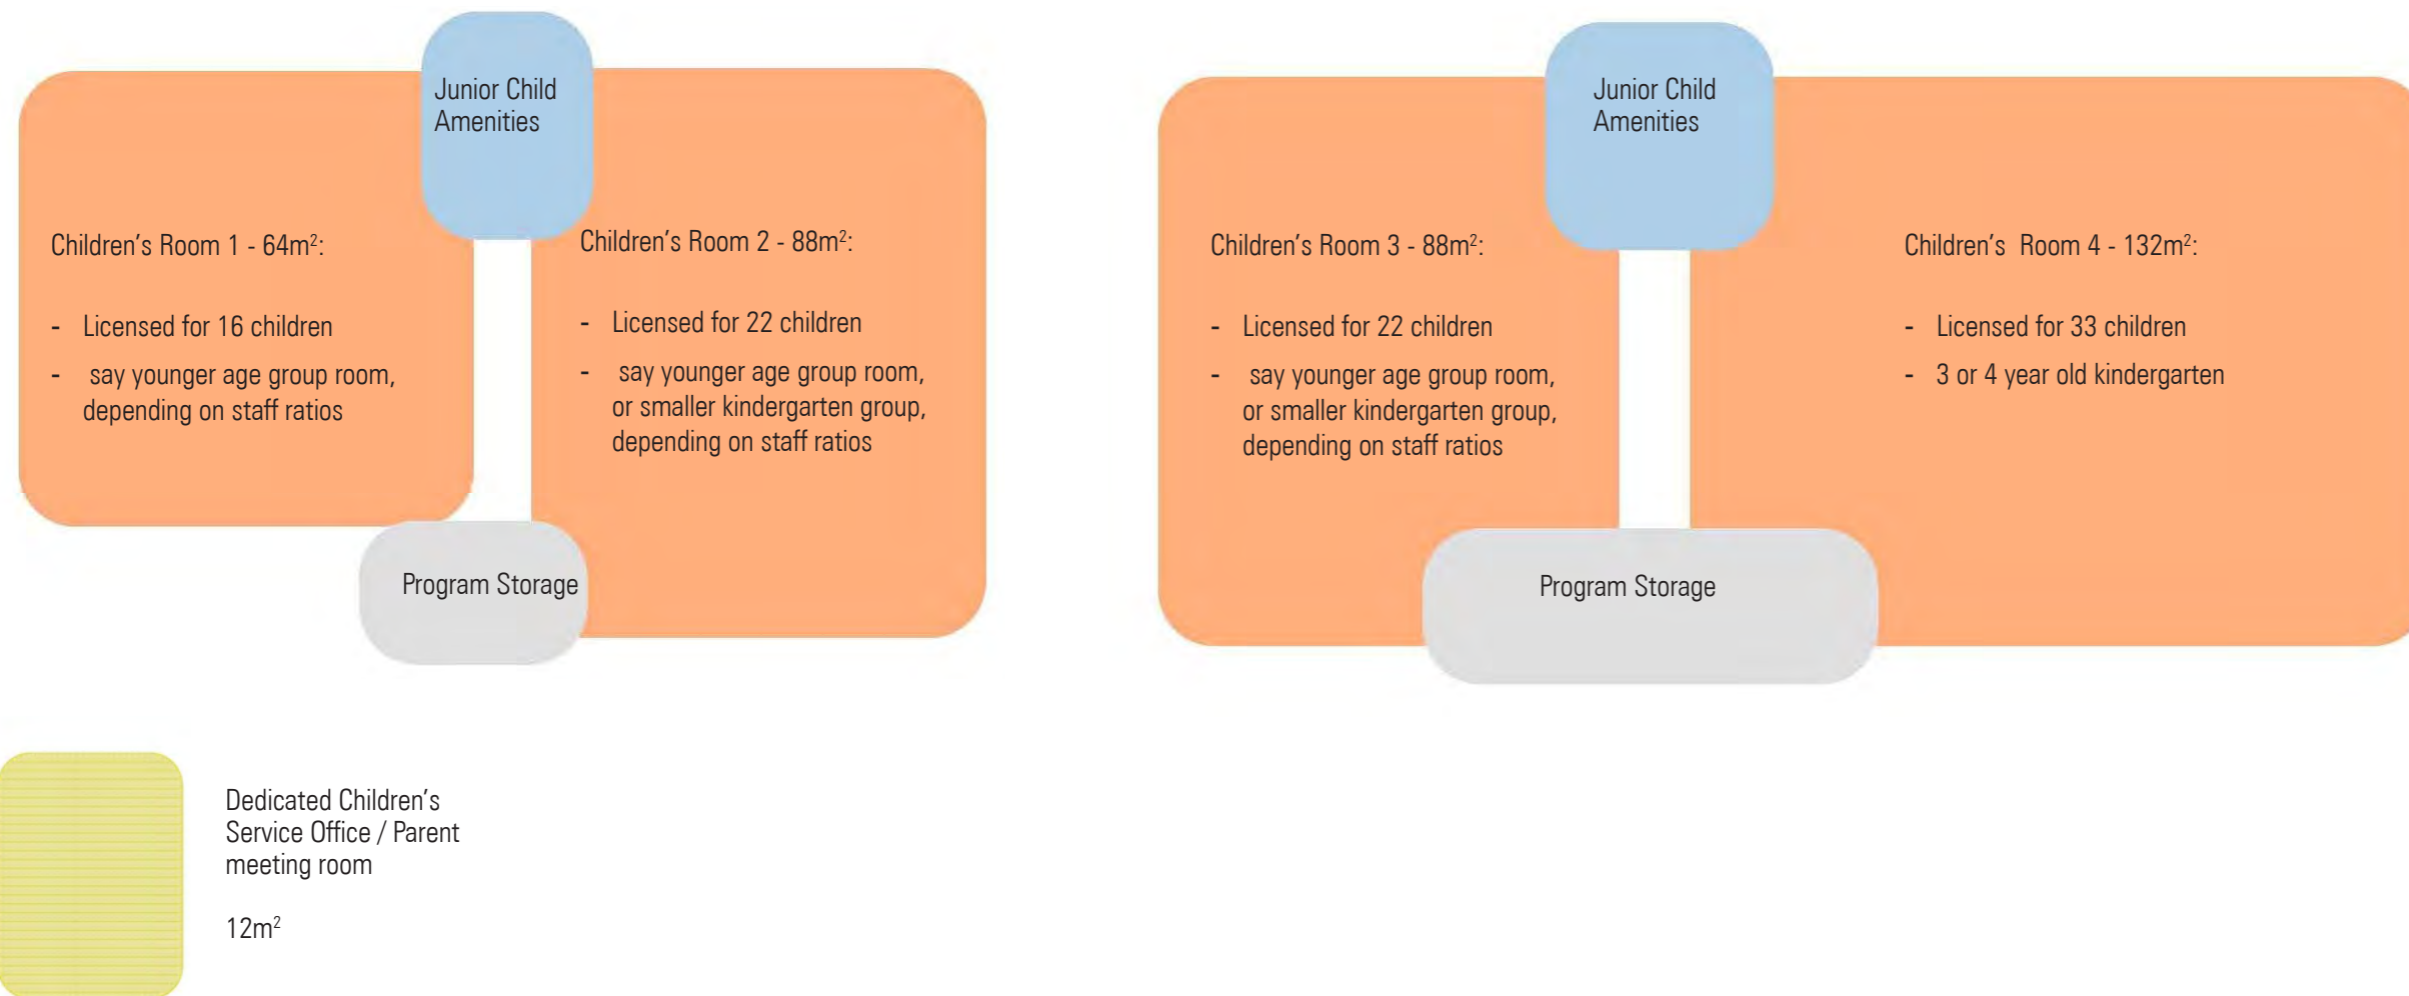 Junior Child
Amenities
Children's Room 1 - 64m²:
- Licensed for 16 children
- say younger age group room,
depending on staff ratios
Children's Room 2 - 88m²:
- Licensed for 22 children
- say younger age group room,
or smaller kindergarten group,
depending on staff ratios
Program Storage
Junior Child
Amenities
Children's Room 3 - 88m²:
- Licensed for 22 children
- say younger age group room,
or smaller kindergarten group,
depending on staff ratios
Children's Room 4 - 132m²:
- Licensed for 33 children
- 3 or 4 year old kindergarten
Program Storage
Dedicated Children's
Service Office / Parent
meeting room
12m²